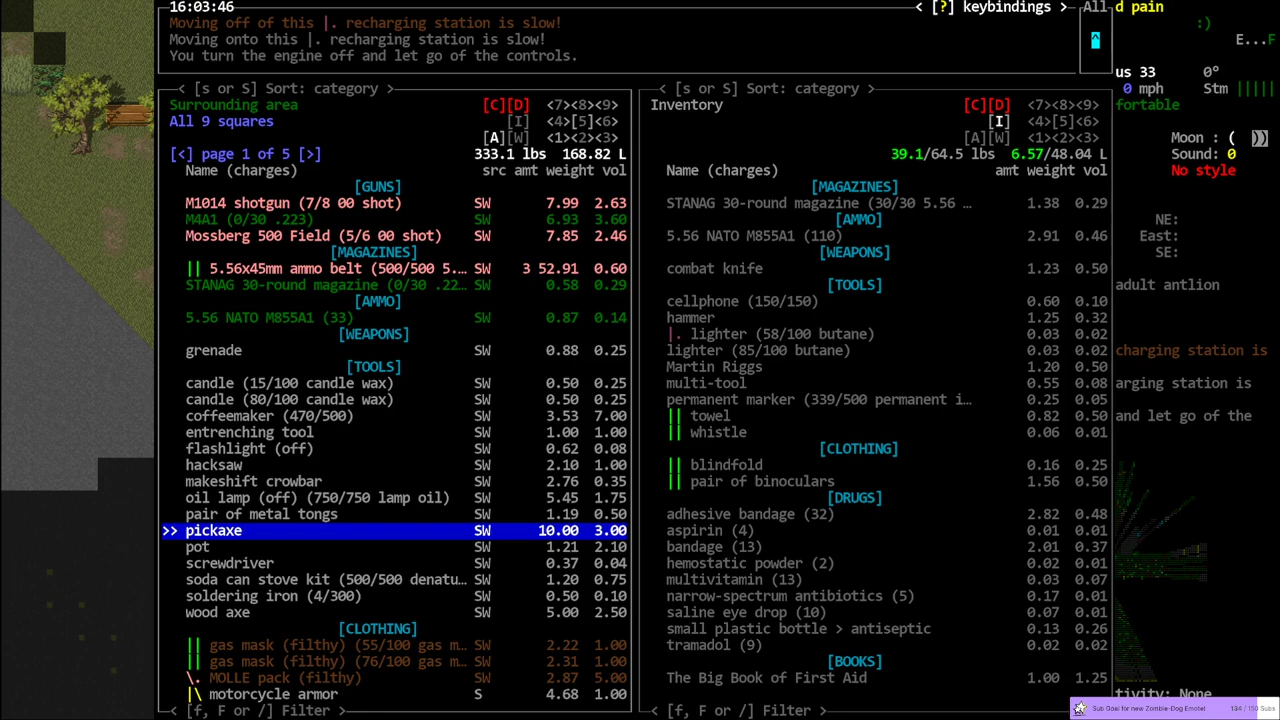 16:03:46 < [?] keybindings > All d pain
Moving off of this |. recharging station is slow! :)
Moving onto this |. recharging station is slow! ^ E...F
You turn the engine off and let go of the controls.
us 33 0°
< [s or S] Sort: category > < [s or S] Sort: category > 0 mph Stm |||||
Surrounding area [C][D] <7><8><9> Inventory [C][D] <7><8><9> fortable
All 9 squares [I] <4>[5]<6> [I] <4>[5]<6>
[A][W] <1><2><3> [A][W] <1><2><3> Moon : ( ))
[<] page 1 of 5 [>] 333.1 lbs 168.82 L 39.1/64.5 lbs 6.57/48.04 L Sound: 0
Name (charges) src amt weight vol Name (charges) amt weight vol No style
[GUNS] [MAGAZINES]
M1014 shotgun (7/8 00 shot) SW 7.99 2.63 STANAG 30-round magazine (30/30 5.56 … 1.38 0.29
M4A1 (0/30 .223) SW 6.93 3.60 [AMMO] NE:
Mossberg 500 Field (5/6 00 shot) SW 7.85 2.46 5.56 NATO M855A1 (110) 2.91 0.46 East:
[MAGAZINES] [WEAPONS] SE:
|| 5.56x45mm ammo belt (500/500 5.… SW 3 52.91 0.60 combat knife 1.23 0.50
STANAG 30-round magazine (0/30 .22… SW 0.58 0.29 [TOOLS] adult antlion
[AMMO] cellphone (150/150) 0.60 0.10
5.56 NATO M855A1 (33) SW 0.87 0.14 hammer 1.25 0.32
[WEAPONS] |. lighter (58/100 butane) 0.03 0.02
grenade SW 0.88 0.25 lighter (85/100 butane) 0.03 0.02 charging station is
[TOOLS] Martin Riggs 1.20 0.50
candle (15/100 candle wax) SW 0.50 0.25 multi-tool 0.55 0.08 arging station is
candle (80/100 candle wax) SW 0.50 0.25 permanent marker (339/500 permanent i… 0.25 0.05
coffeemaker (470/500) SW 3.53 7.00 || towel 0.82 0.50 and let go of the
entrenching tool SW 1.00 1.00 || whistle 0.06 0.01
flashlight (off) SW 0.62 0.08 [CLOTHING]
hacksaw SW 2.10 1.00 || blindfold 0.16 0.25
makeshift crowbar SW 2.76 0.35 || pair of binoculars 1.56 0.50
oil lamp (off) (750/750 lamp oil) SW 5.45 1.75 [DRUGS]
pair of metal tongs SW 1.19 0.50 adhesive bandage (32) 2.82 0.48
>> pickaxe SW 10.00 3.00 aspirin (4) 0.01 0.01
pot SW 1.21 2.10 bandage (13) 2.01 0.37
screwdriver SW 0.37 0.04 hemostatic powder (2) 0.01 0.02
soda can stove kit (500/500 denatu… SW 1.20 0.75 multivitamin (13) 0.03 0.07
soldering iron (4/300) SW 0.50 0.10 narrow-spectrum antibiotics (5) 0.17 0.01
wood axe SW 5.00 2.50 saline eye drop (10) 0.07 0.01
[CLOTHING] small plastic bottle > antiseptic 0.13 0.26
|| gas mask (filthy) (55/100 gas m… SW 2.22 1.00 tramadol (9) 0.02 0.02
|| gas mask (filthy) (76/100 gas m… SW 2.31 1.00 [BOOKS]
\. MOLLE pack (filthy) SW 2.87 5.00 The Big Book of First Aid 1.00 1.25
|\ motorcycle armor S 4.68 1.00 tivity: None
< [f, F or /] Filter > < [f, F or /] Filter > Sub Goal for new Zombie-Dog Emote! 134 / 150 Subs